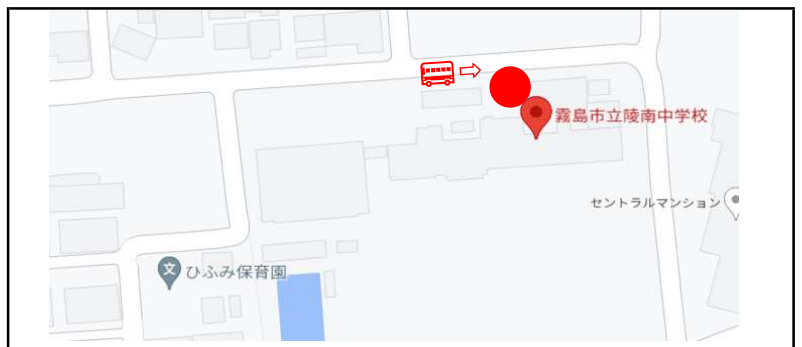 霧島市立陵南中学校
セントラルマンション
文
ひふみ保育園